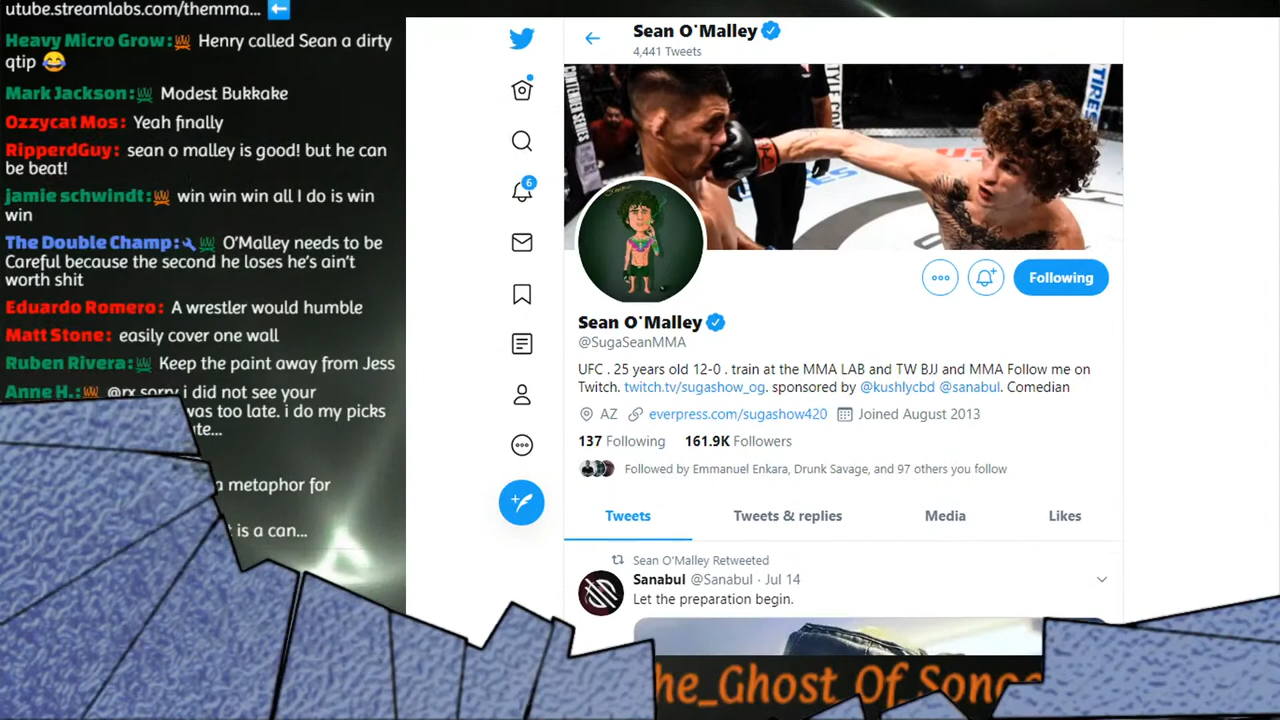 utube.streamlabs.com/themma...
Heavy Micro Grow: Henry called Sean a dirty
qtip 😂
Mark Jackson: Modest Bukkake
Ozzycat Mos: Yeah finally
RipperdGuy: sean o malley is good! but he can
be beat!
jamie schwindt: win win win all I do is win
win
The Double Champ: O'Malley needs to be
Careful because the second he loses he's ain't
worth shit
Eduardo Romero: A wrestler would humble
Matt Stone: easily cover one wall
Ruben Rivera: Keep the paint away from Jess
Anne H.: @rx sorry i did not see your
was too late. i do my picks
te...
a metaphor for
is a can...
Sean O'Malley
4,441 Tweets
CONTENDED SERIES
TIRES
6
Following
Sean O'Malley
@SugaSeanMMA
UFC . 25 years old 12-0 . train at the MMA LAB and TW BJJ and MMA Follow me on
Twitch. twitch.tv/sugashow_og. sponsored by @kushlycbd @sanabul. Comedian
AZ everpress.com/sugashow420 Joined August 2013
137 Following 161.9K Followers
Followed by Emmanuel Enkara, Drunk Savage, and 97 others you follow
Tweets Tweets & replies Media Likes
Sean O'Malley Retweeted
Sanabul @Sanabul · Jul 14
Let the preparation begin.
he_Ghost_Of_Sono